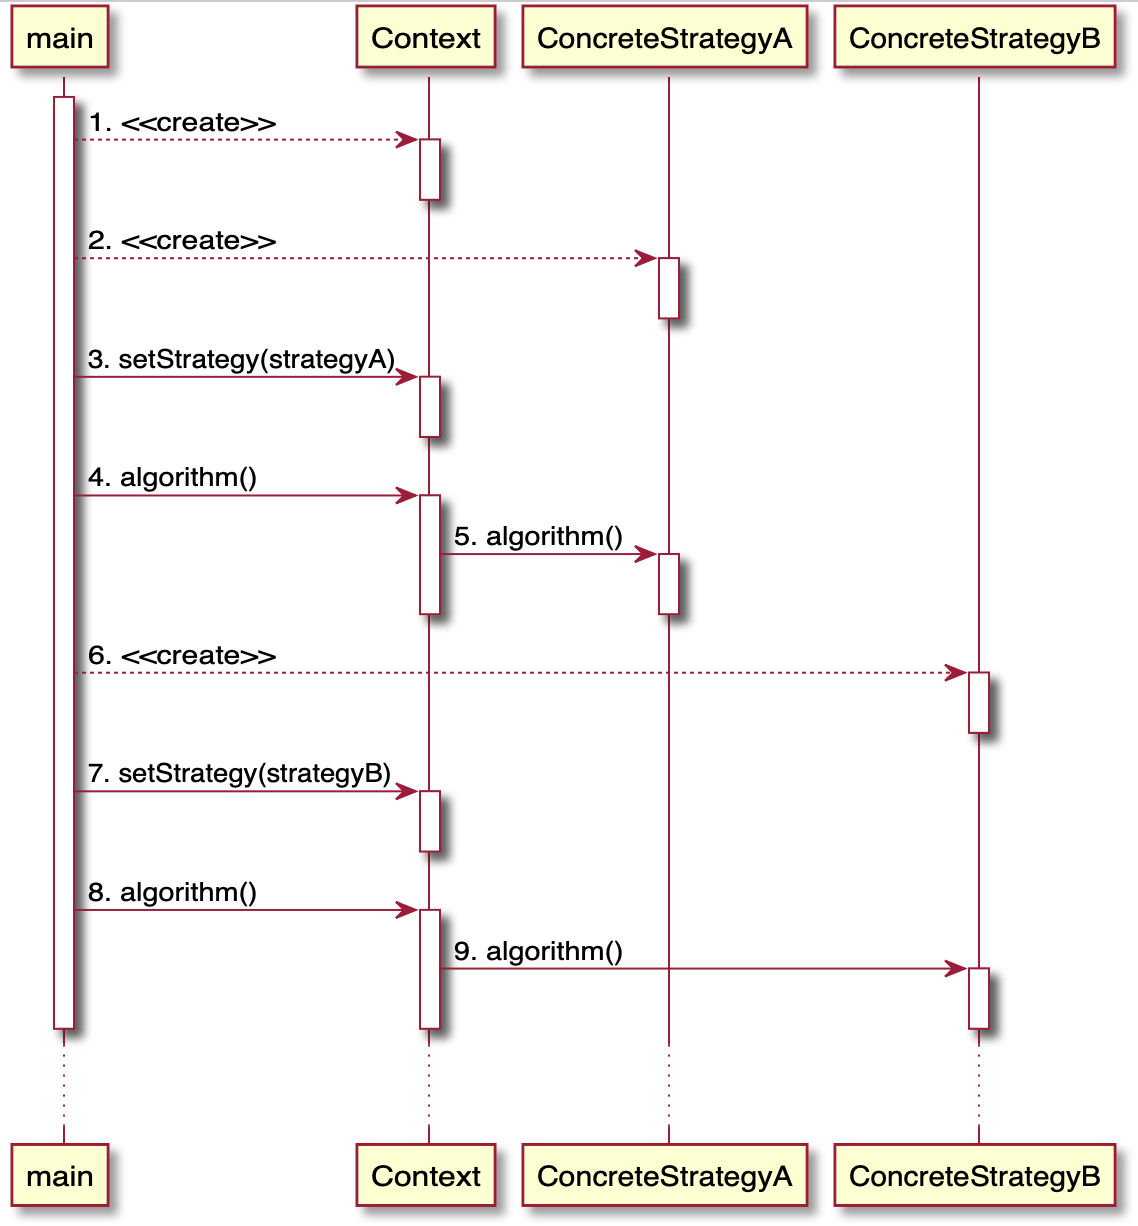 main
Context
ConcreteStrategyA
ConcreteStrategyB
1. <<create>>
2. <<create>>
3. setStrategy(strategyA)
4. algorithm()
5. algorithm()
6. <<create>>
7. setStrategy(strategyB)
8. algorithm()
9. algorithm()
main
Context
ConcreteStrategyA
ConcreteStrategyB